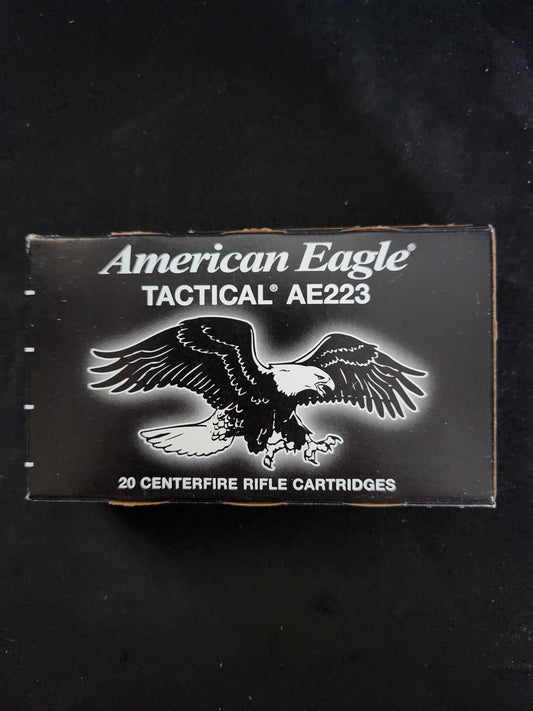 American Eagle®
TACTICAL® AE223
20 CENTERFIRE RIFLE CARTRIDGES